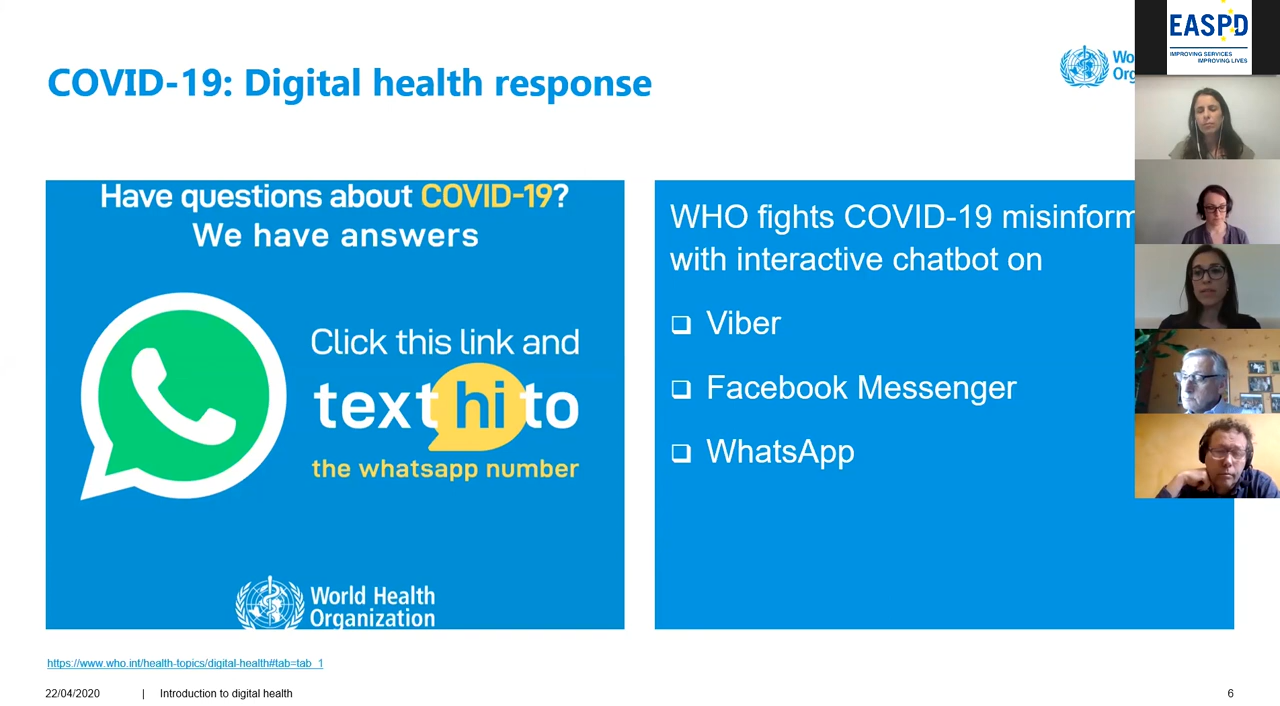 EASPD
IMPROVING SERVICES
IMPROVING LIVES
COVID-19: Digital health response
Have questions about COVID-19?
We have answers
Click this link and
text hi to
the whatsapp number
World Health
Organization
WHO fights COVID-19 misinform
with interactive chatbot on
❑ Viber
❑ Facebook Messenger
❑ WhatsApp
https://www.who.int/health-topics/digital-health#tab=tab_1
22/04/2020 | Introduction to digital health 6